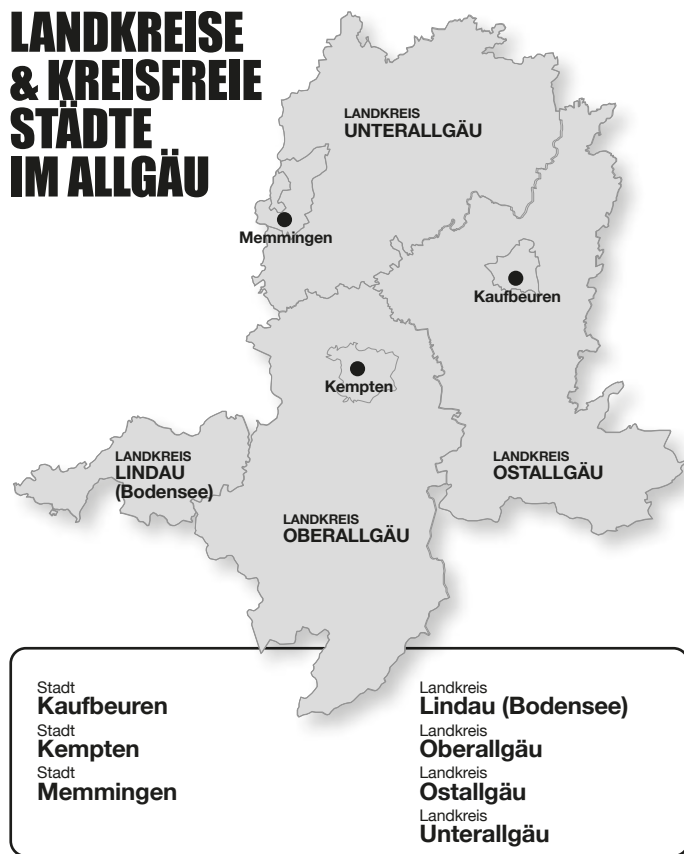 LANDKREISE
& KREISFREIE
STÄDTE
IM ALLGÄU
LANDKREIS
UNTERALLGÄU
Memmingen
Kaufbeuren
Kempten
LANDKREIS
LINDAU
(Bodensee)
LANDKREIS
OSTALLGÄU
LANDKREIS
OBERALLGÄU
Stadt
Kaufbeuren
Stadt
Kempten
Stadt
Memmingen
Landkreis
Lindau (Bodensee)
Landkreis
Oberallgäu
Landkreis
Ostallgäu
Landkreis
Unterallgäu